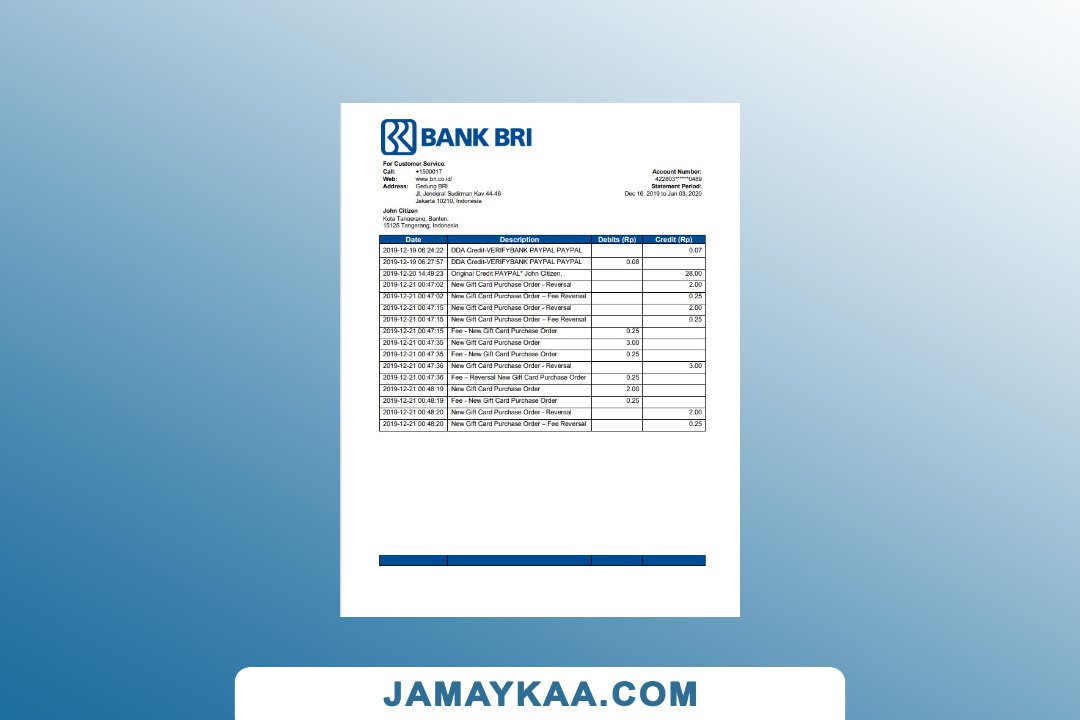 BANK BRI
For Customer Service:
Call: +1500017
Web: www.bri.co.id/
Address: Gedung BRI
Jl. Jenderal Sudirman Kav.44-46
Jakarta 10210, Indonesia
Account Number:
422803******0489
Statement Period:
Dec 16, 2019 to Jan 03, 2020
John Citizen
Kota Tangerang, Banten,
15125 Tangerang, Indonesia
Date Description Debits (Rp) Credit (Rp)
2019-12-19 06:24:22 DDA Credit-VERIFYBANK PAYPAL PAYPAL 0.07
2019-12-19 06:27:57 DDA Credit-VERIFYBANK PAYPAL PAYPAL 0.08
2019-12-20 14:49:23 Original Credit PAYPAL* John Citizen, 28.00
2019-12-21 00:47:02 New Gift Card Purchase Order - Reversal 2.00
2019-12-21 00:47:02 New Gift Card Purchase Order – Fee Reversal 0.25
2019-12-21 00:47:15 New Gift Card Purchase Order - Reversal 2.00
2019-12-21 00:47:15 New Gift Card Purchase Order – Fee Reversal 0.25
2019-12-21 00:47:15 Fee - New Gift Card Purchase Order 0.25
2019-12-21 00:47:35 New Gift Card Purchase Order 3.00
2019-12-21 00:47:35 Fee - New Gift Card Purchase Order 0.25
2019-12-21 00:47:36 New Gift Card Purchase Order - Reversal 3.00
2019-12-21 00:47:36 Fee – Reversal New Gift Card Purchase Order 0.25
2019-12-21 00:48:19 New Gift Card Purchase Order 2.00
2019-12-21 00:48:19 Fee - New Gift Card Purchase Order 0.25
2019-12-21 00:48:20 New Gift Card Purchase Order - Reversal 2.00
2019-12-21 00:48:20 New Gift Card Purchase Order – Fee Reversal 0.25
JAMAYKAA.COM